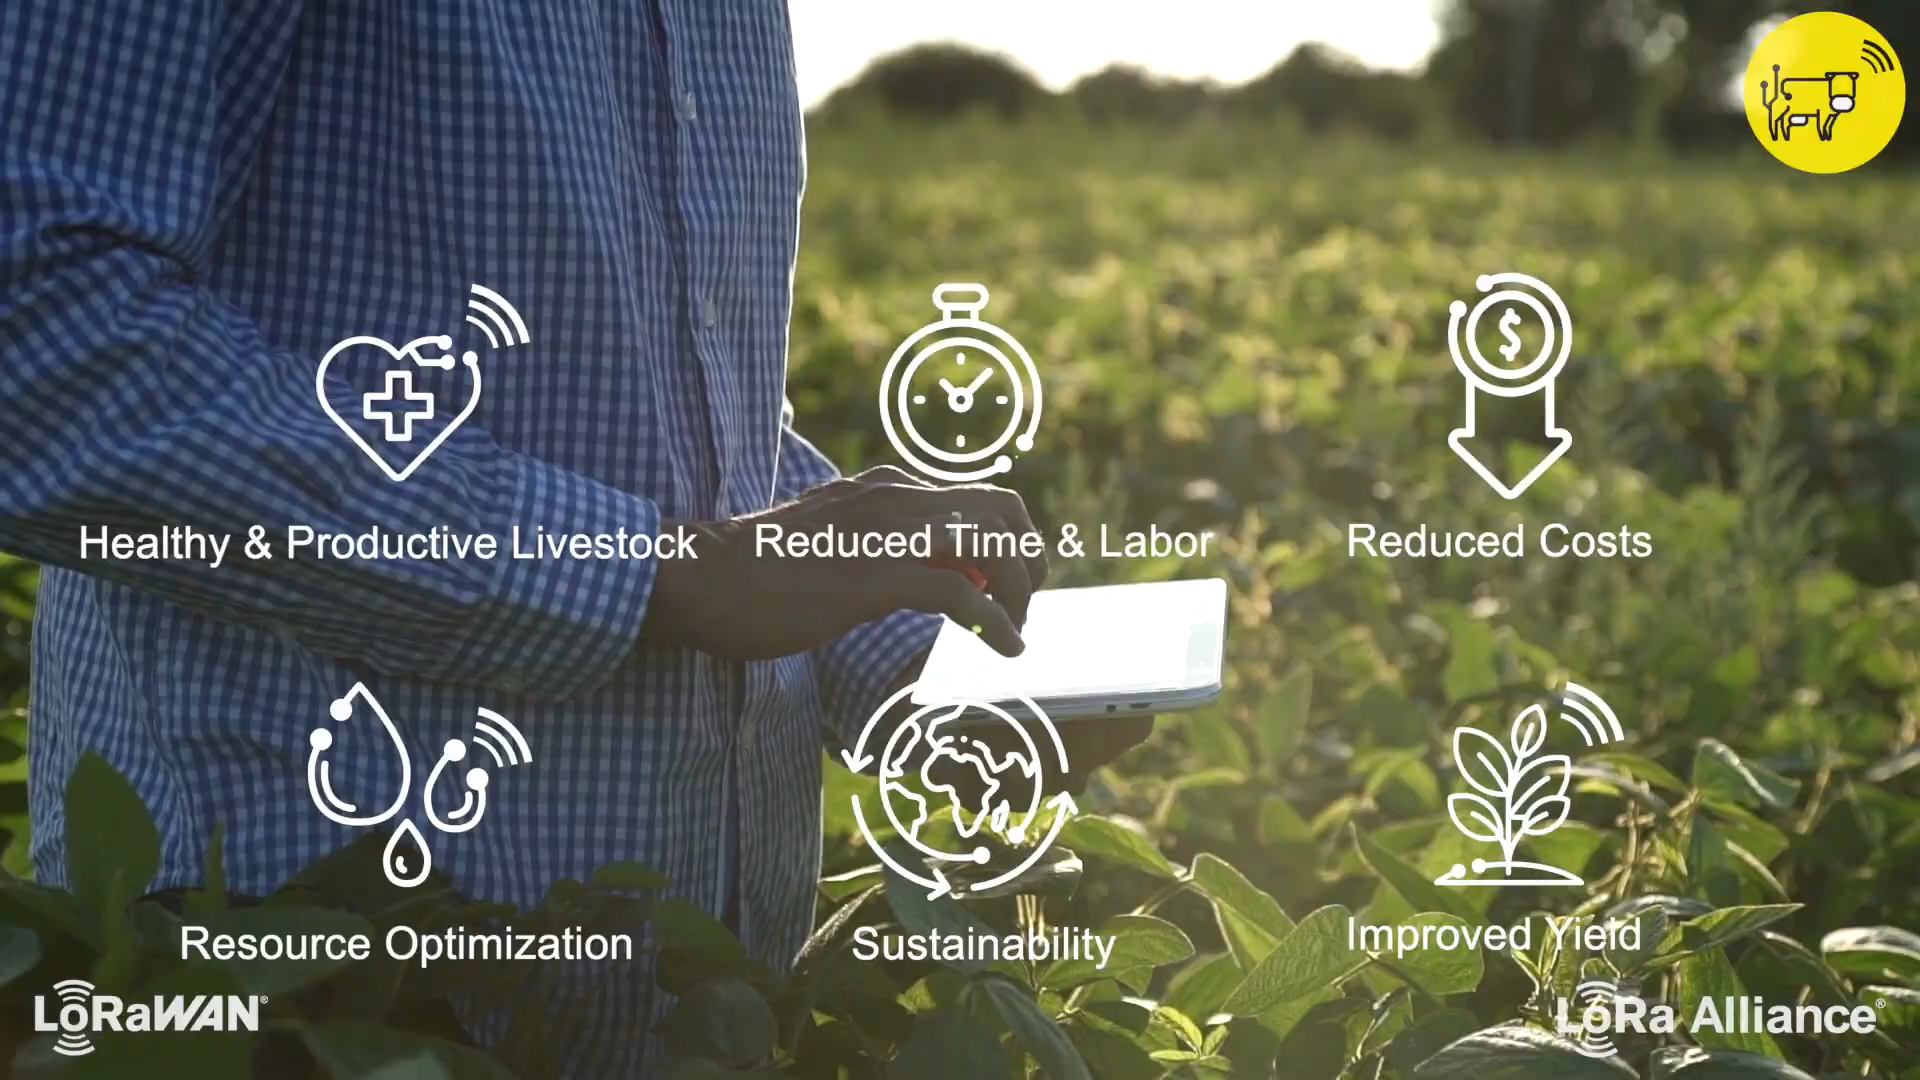 $
Healthy & Productive Livestock
Reduced Time & Labor
Reduced Costs
Resource Optimization
Sustainability
Improved Yield
LoRaWAN®
LoRa Alliance®